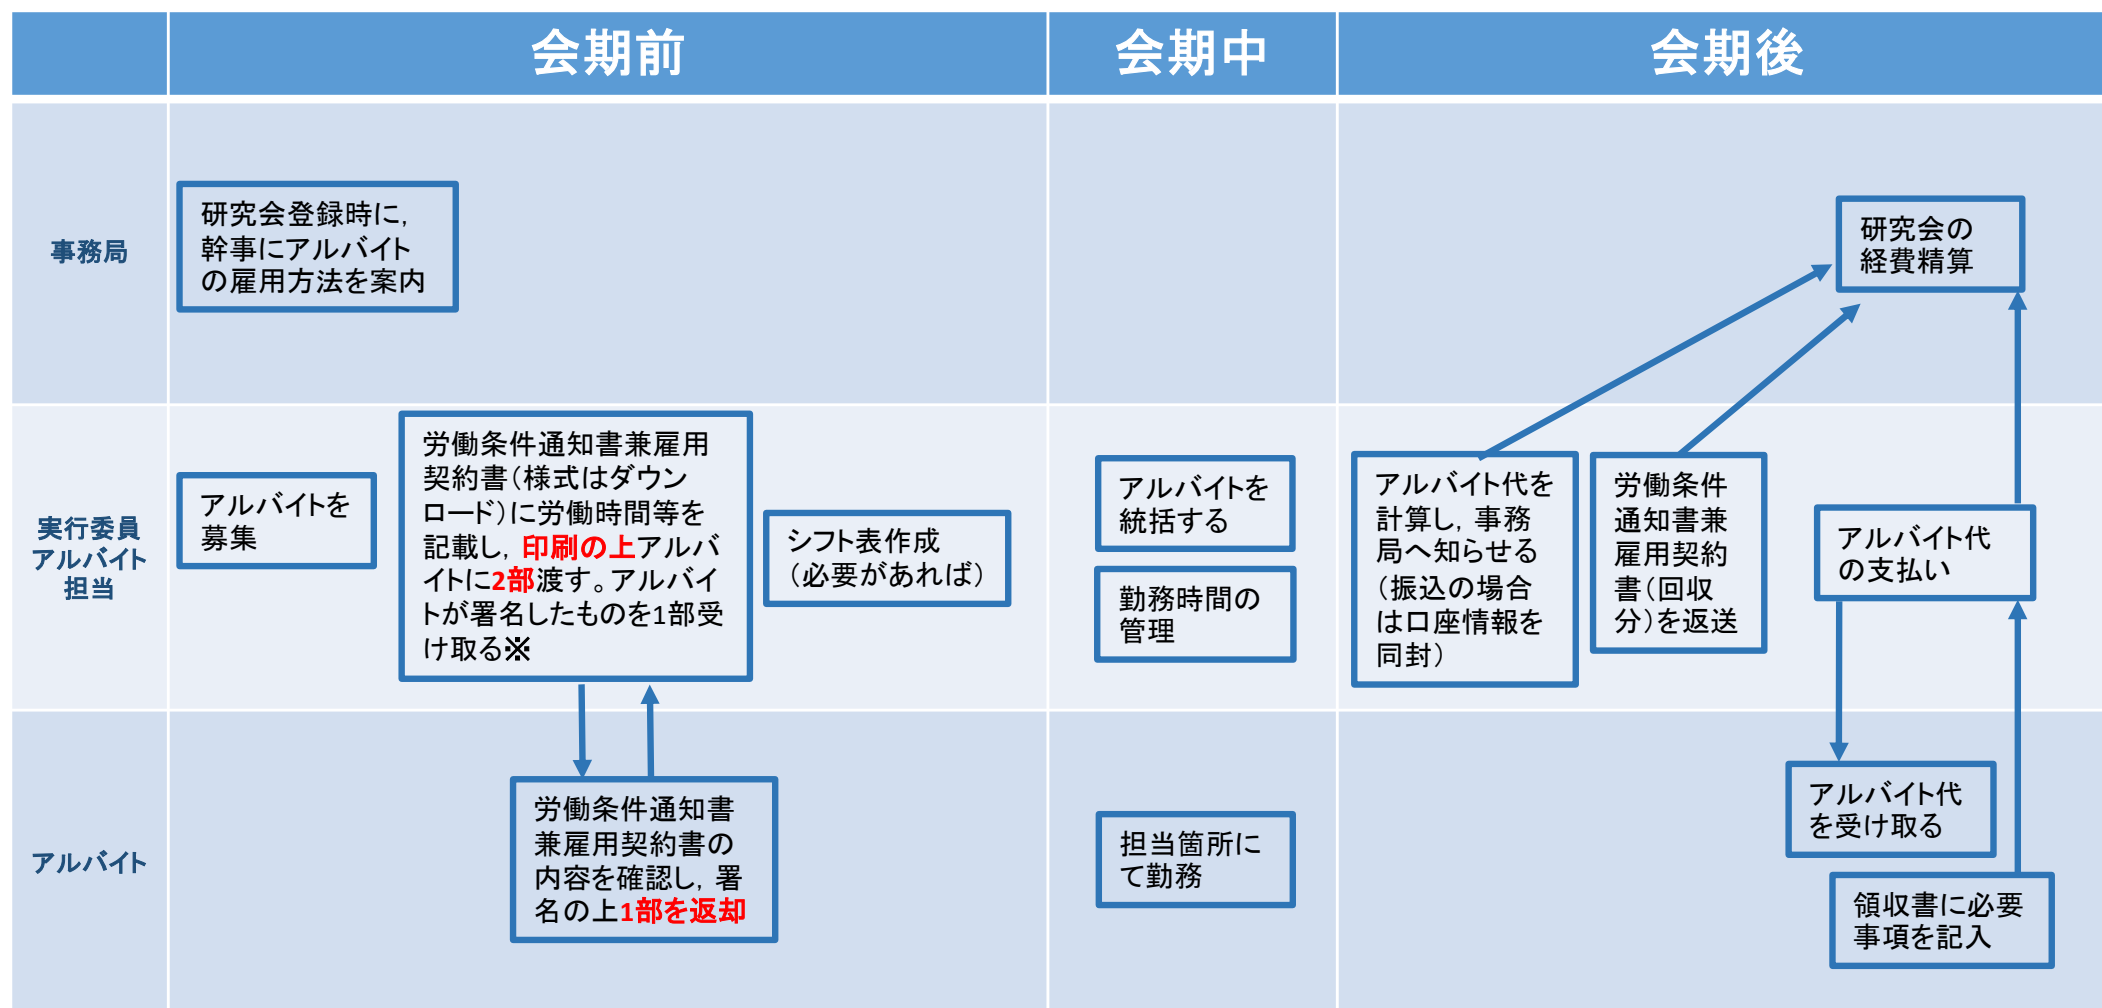 会期前
会期中
会期後
事務局
研究会登録時に,
幹事にアルバイト
の雇用方法を案内
研究会の
経費精算
実行委員
アルバイト
担当
アルバイトを
募集
労働条件通知書兼雇用
契約書（様式はダウン
ロード）に労働時間等を
記載し, 印刷の上アルバ
イトに2部渡す。アルバイ
トが署名したものを1部受
け取る※
シフト表作成
（必要があれば）
アルバイトを
統括する
勤務時間の
管理
アルバイト代を
計算し, 事務
局へ知らせる
（振込の場合
は口座情報を
同封）
労働条件
通知書兼
雇用契約
書（回収
分）を返送
アルバイト代
の支払い
アルバイト
労働条件通知書
兼雇用契約書の
内容を確認し, 署
名の上1部を返却
担当箇所に
て勤務
アルバイト代
を受け取る
領収書に必要
事項を記入